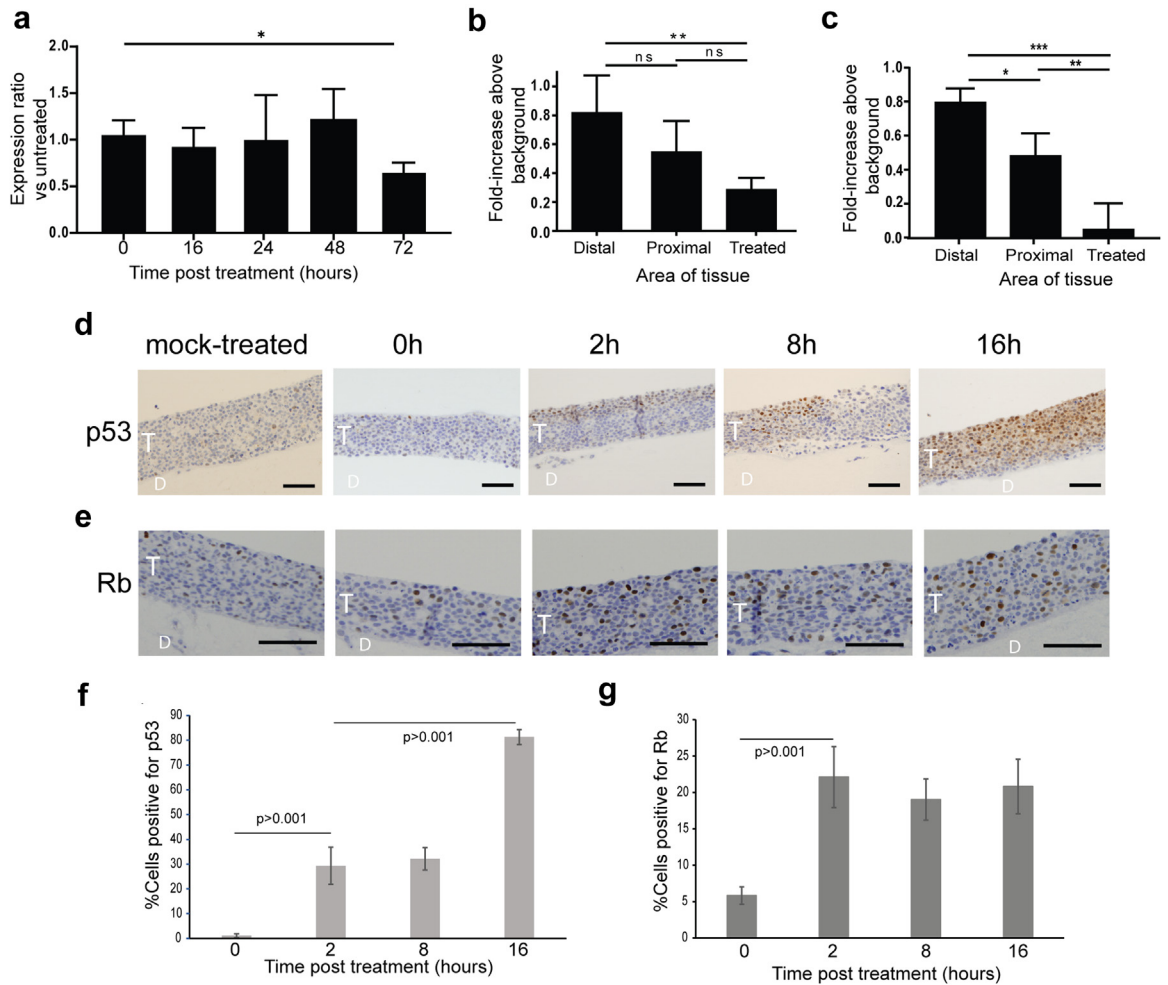 a
*
2.0
1.5
1.0
0.5
0.0
Expression ratio
vs untreated
0 16 24 48 72
Time post treatment (hours)
b
**
ns ns
1.0
0.8
0.6
0.4
0.2
0.0
Fold-increase above
background
Distal Proximal Treated
Area of tissue
c
***
* **
1.0
0.8
0.6
0.4
0.2
0.0
Fold-increase above
background
Distal Proximal Treated
Area of tissue
d
mock-treated 0h 2h 8h 16h
p53
T T T T T
D D D D D
e
Rb
T T T T T
D D D
f
90
80
70
60
50
40
30
20
10
0
%Cells positive for p53
p>0.001
p>0.001
0 2 8 16
Time post treatment (hours)
g
30
25
20
15
10
5
0
%Cells positive for Rb
p>0.001
0 2 8 16
Time post treatment (hours)